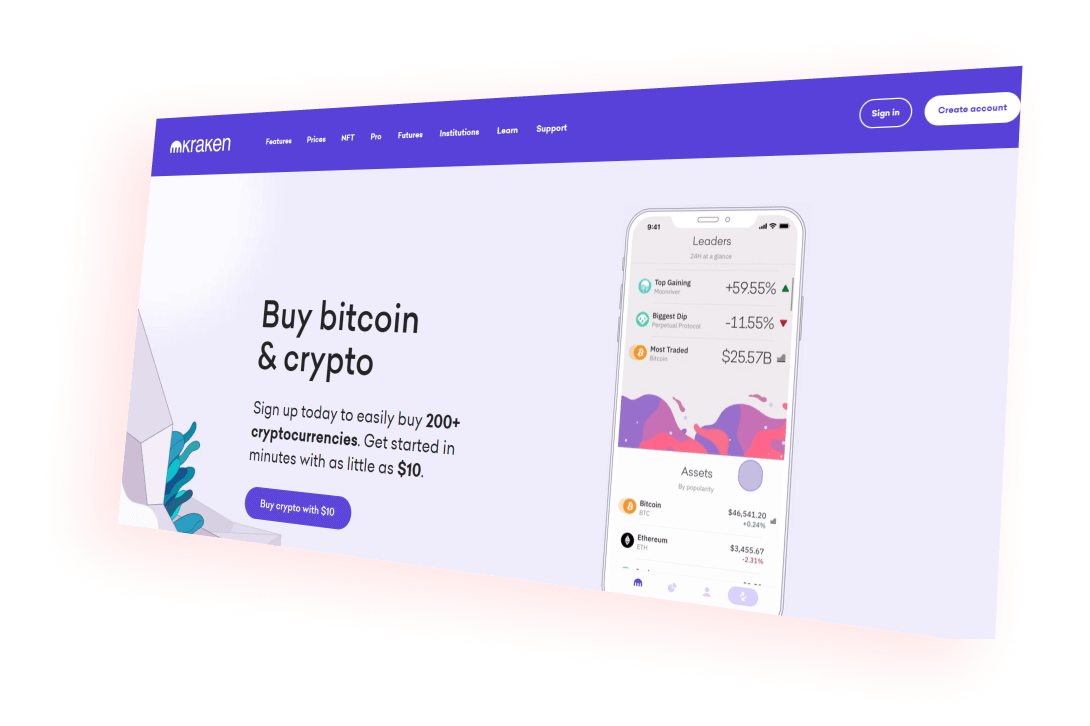 kraken
Features Prices NFT Pro Futures Institutions Learn Support
Sign in
Create account
Buy bitcoin
& crypto
Sign up today to easily buy 200+
cryptocurrencies. Get started in
minutes with as little as $10.
Buy crypto with $10
9:41
Leaders
24H at a glance
Top Gaining
Moonriver
+59.55%
Biggest Dip
Perpetual Protocol
-11.55%
Most Traded
Bitcoin
$25.57B
Assets
By popularity
Bitcoin
BTC
$46,541.20
+0.24%
Ethereum
ETH
$3,455.67
-2.31%